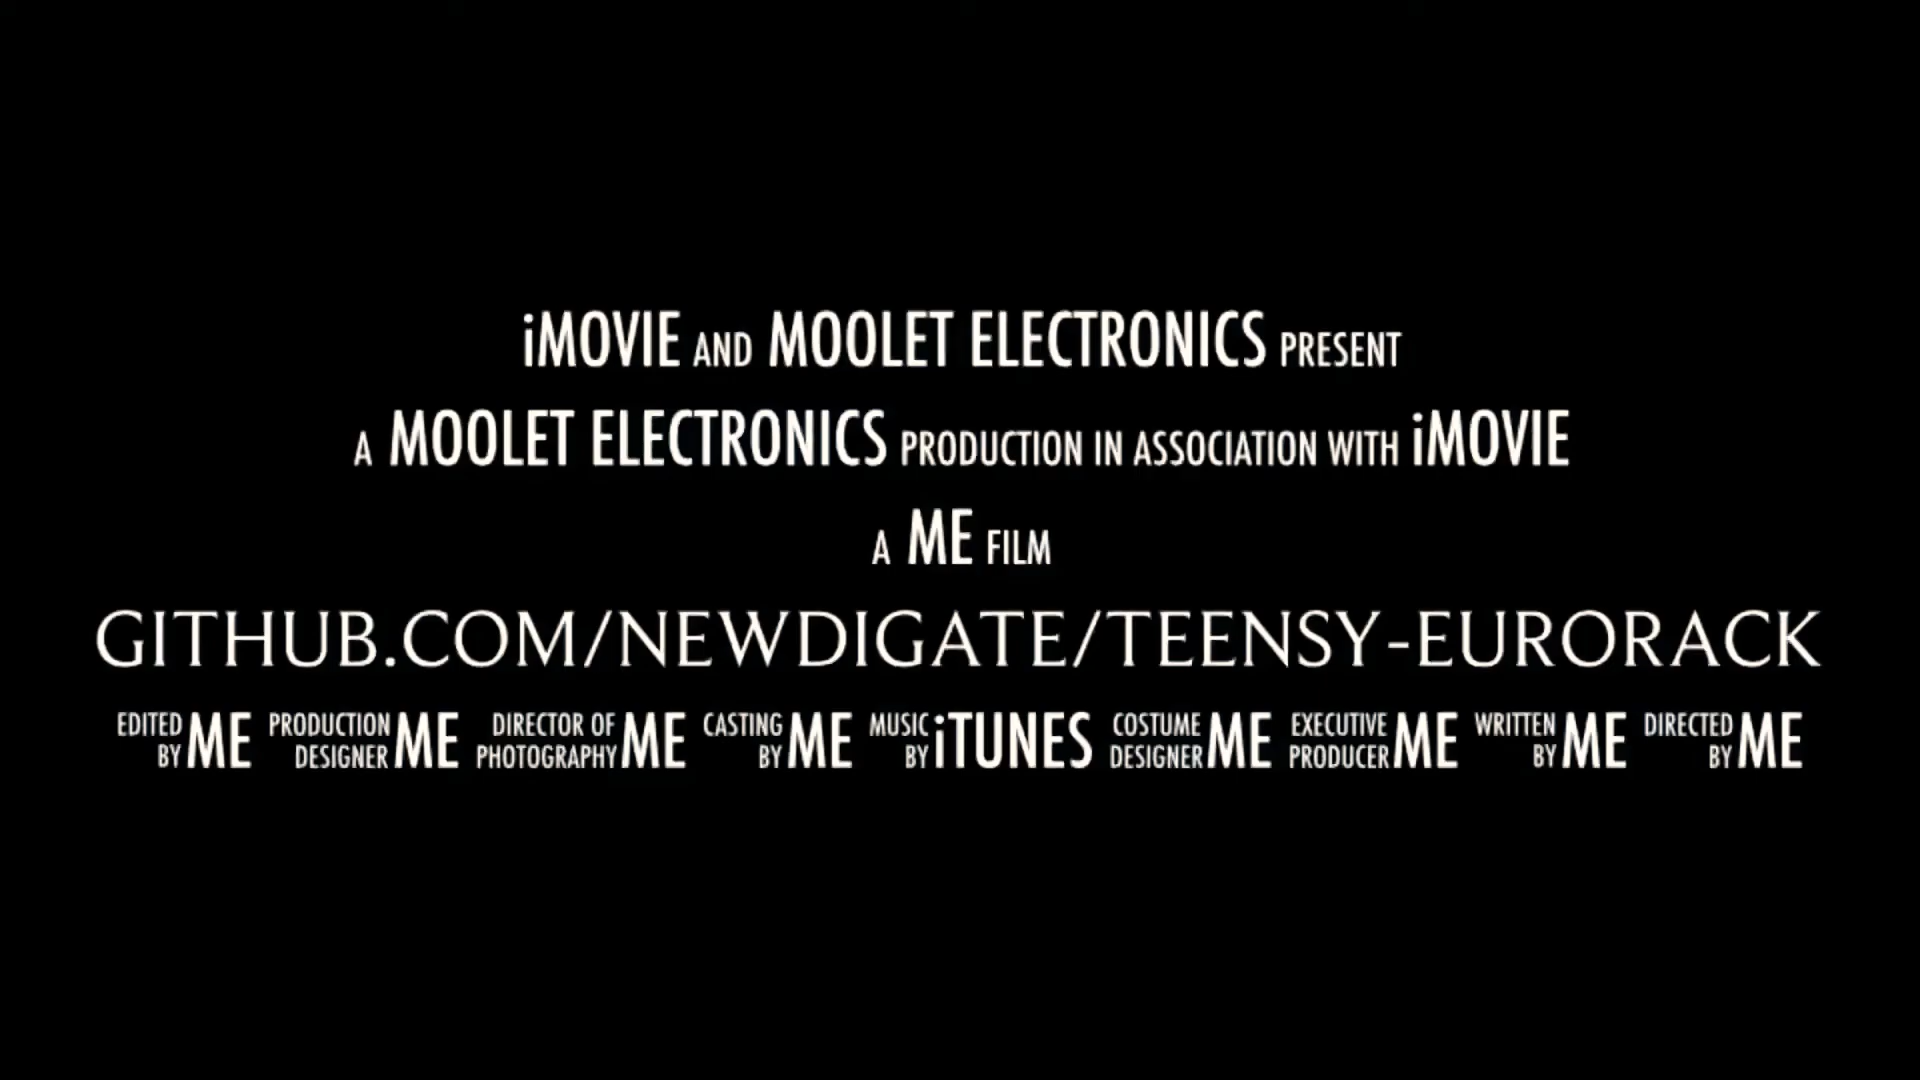 iMOVIE AND MOOLET ELECTRONICS PRESENT
A MOOLET ELECTRONICS PRODUCTION IN ASSOCIATION WITH iMOVIE
A ME FILM
GITHUB.COM/NEWDIGATE/TEENSY-EURORACK
EDITED BY ME PRODUCTION DESIGNER ME DIRECTOR OF PHOTOGRAPHY ME CASTING BY ME MUSIC BY iTUNES COSTUME DESIGNER ME EXECUTIVE PRODUCER ME WRITTEN BY ME DIRECTED BY ME